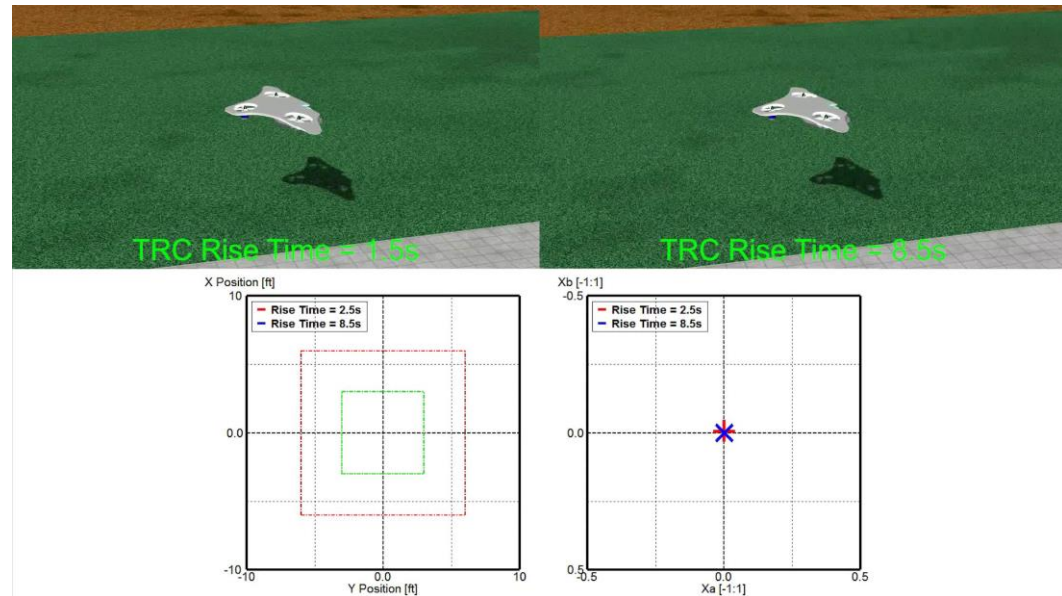 TRC Rise Time = 1.5s
TRC Rise Time = 8.5s
X Position [ft]
10
Rise Time = 2.5s
Rise Time = 8.5s
0.0
-10
-10
0.0
10
Y Position [ft]
Xb [-1:1]
-0.5
Rise Time = 2.5s
Rise Time = 8.5s
0.0
0.5
-0.5
0.0
0.5
Xa [-1:1]